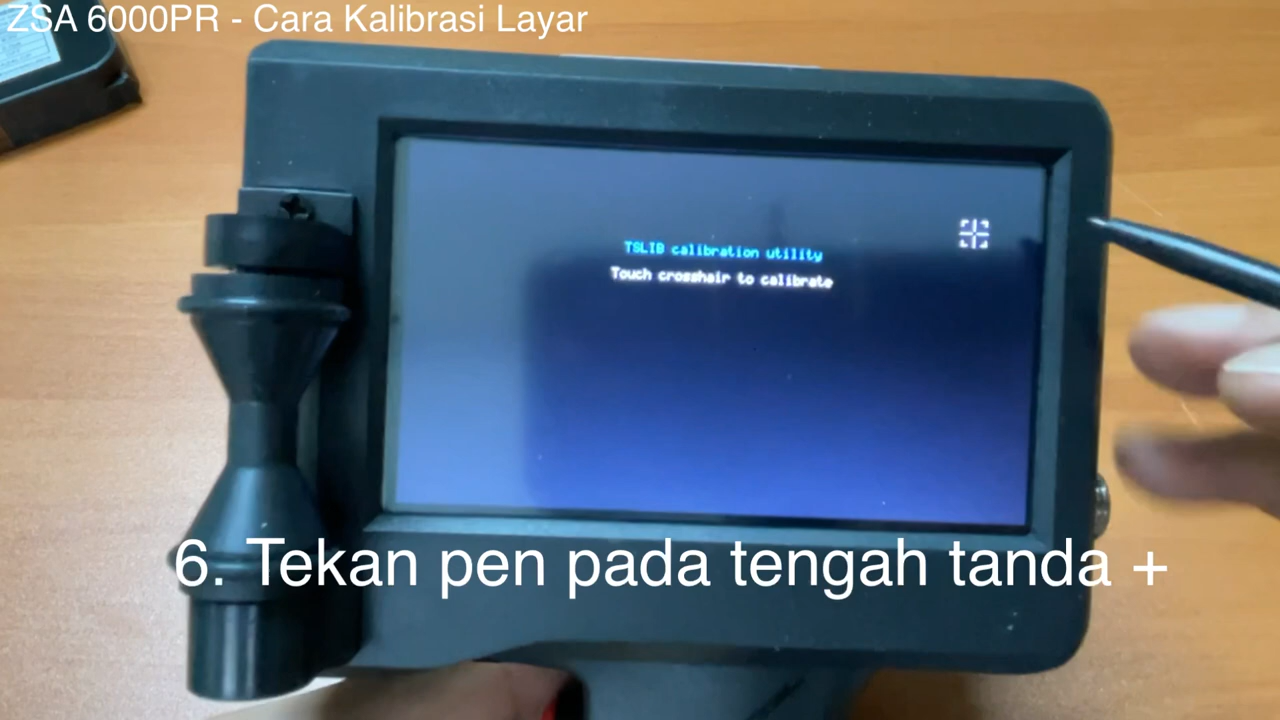 ZSA 6000PR - Cara Kalibrasi Layar
TSLIB calibration utility
Touch crosshair to calibrate
6. Tekan pen pada tengah tanda +